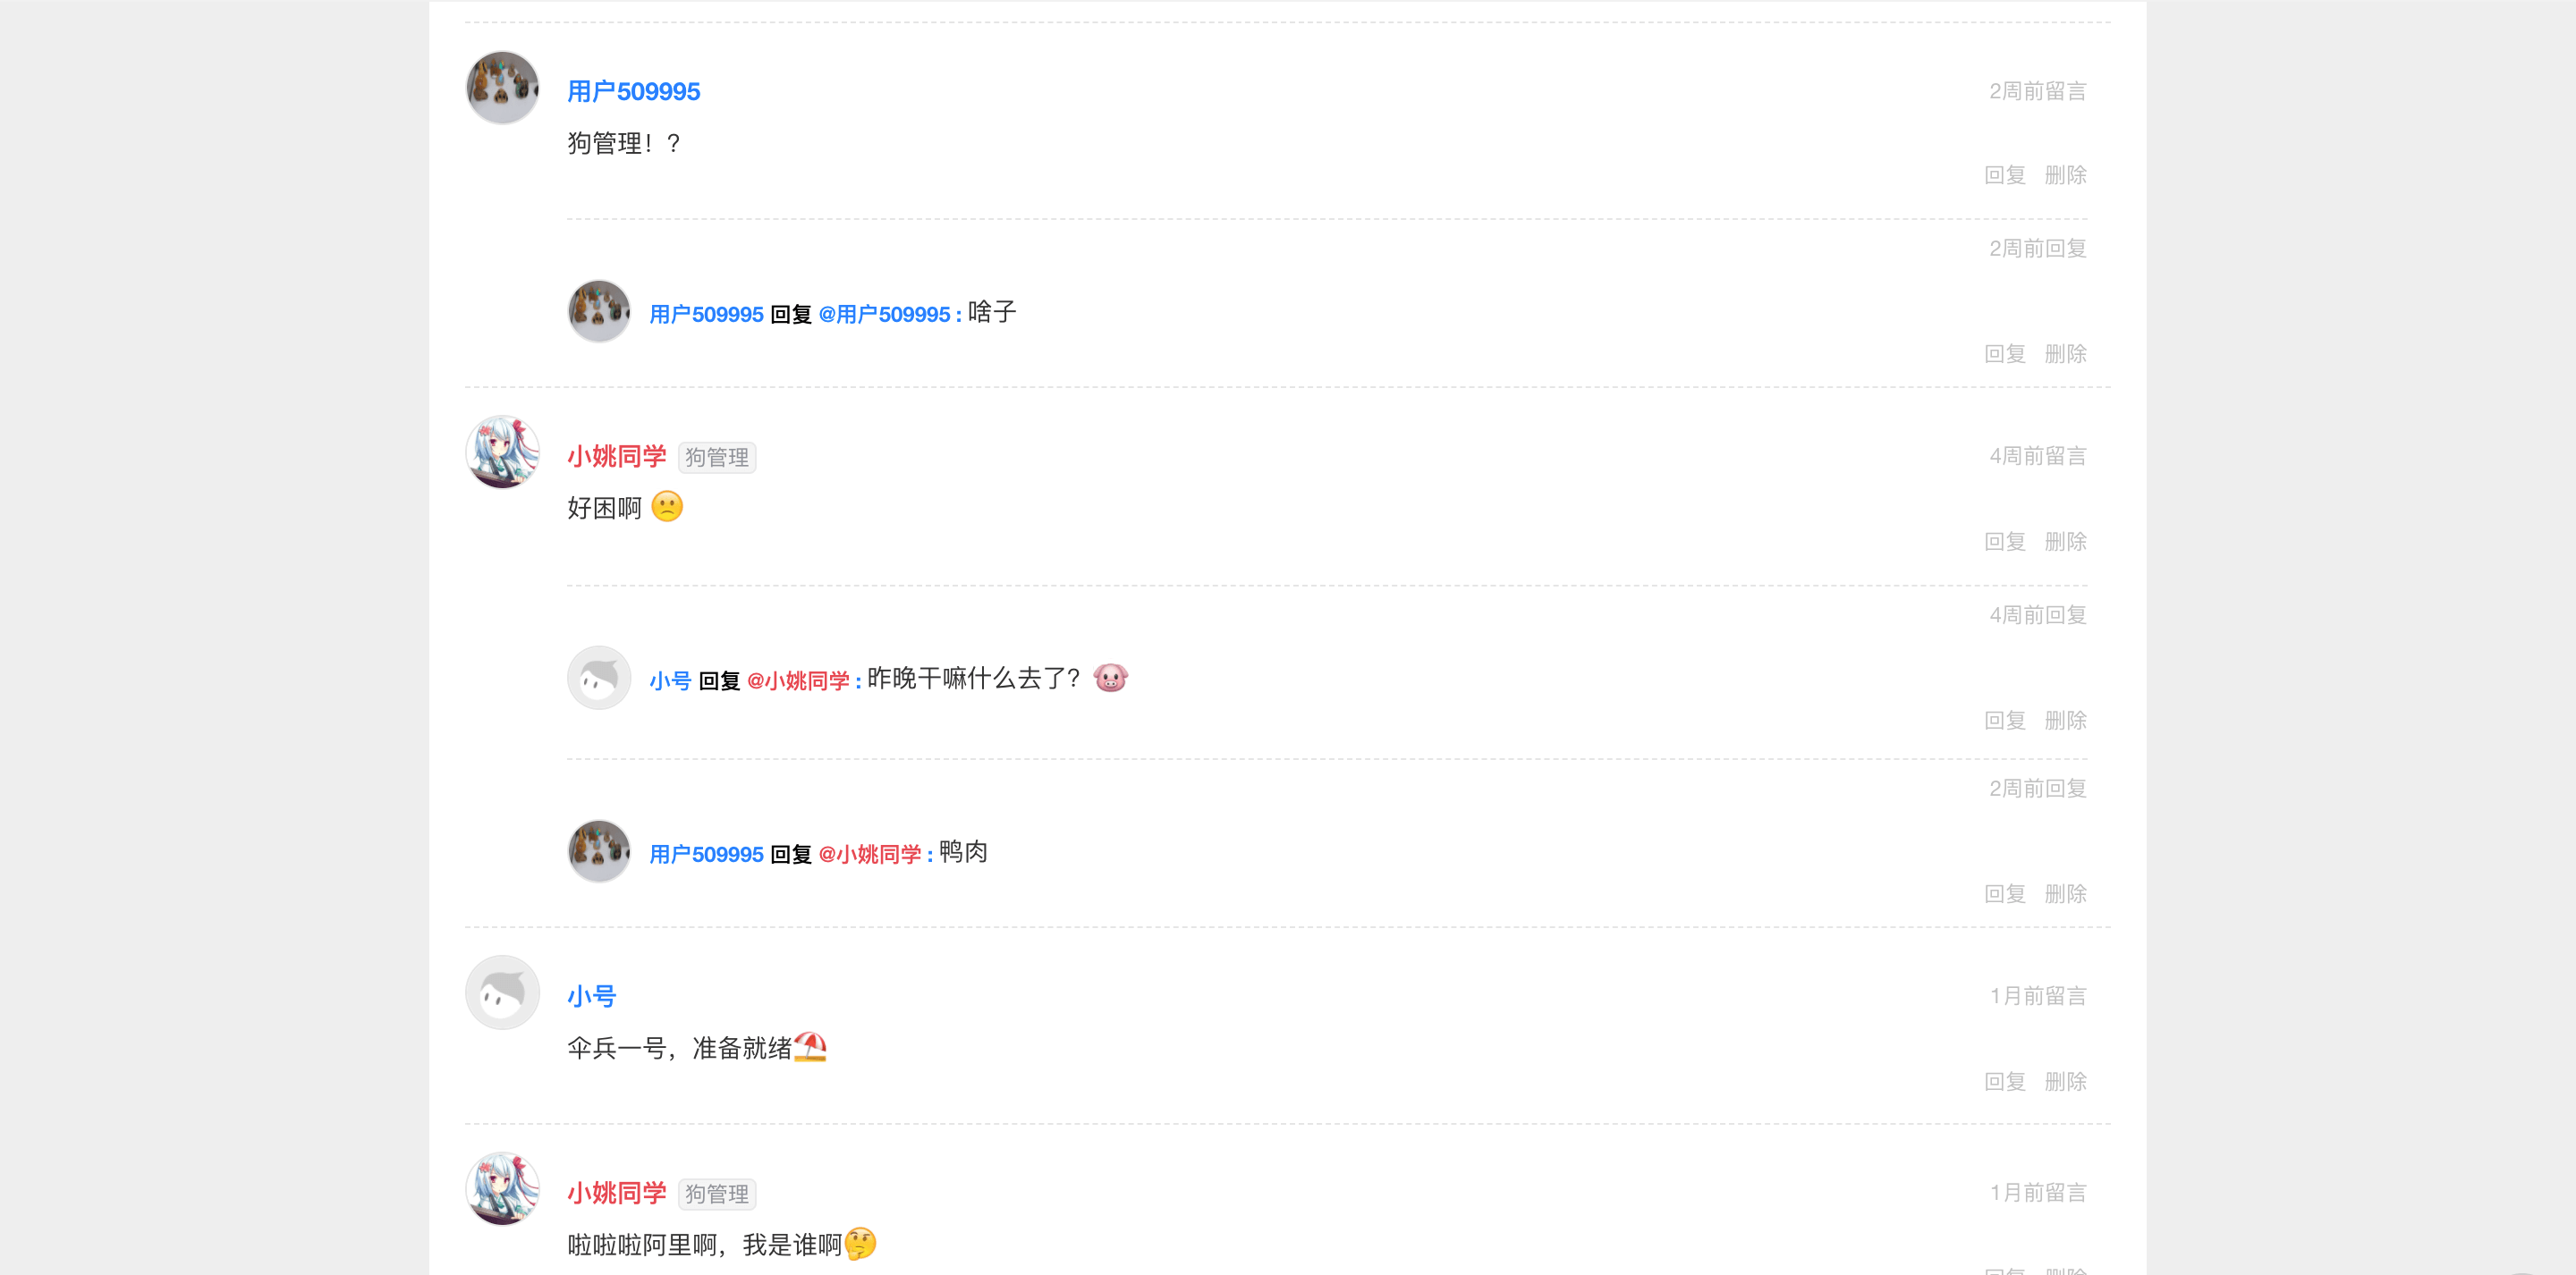 用户509995
2周前留言
狗管理！？
回复 删除
2周前回复
用户509995 回复 @用户509995 : 啥子
回复 删除
小姚同学 狗管理
4周前留言
好困啊 🙁
回复 删除
4周前回复
小号 回复 @小姚同学 : 昨晚干嘛什么去了？🐷
回复 删除
2周前回复
用户509995 回复 @小姚同学 : 鸭肉
回复 删除
小号
1月前留言
伞兵一号，准备就绪⛱️
回复 删除
小姚同学 狗管理
1月前留言
啦啦啦阿里啊，我是谁啊🤔
回复 删除